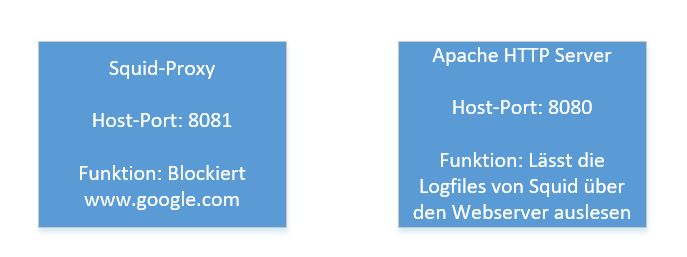 Squid-Proxy
Host-Port: 8081
Funktion: Blockiert
www.google.com
Apache HTTP Server
Host-Port: 8080
Funktion: Lässt die
Logfiles von Squid über
den Webserver auslesen